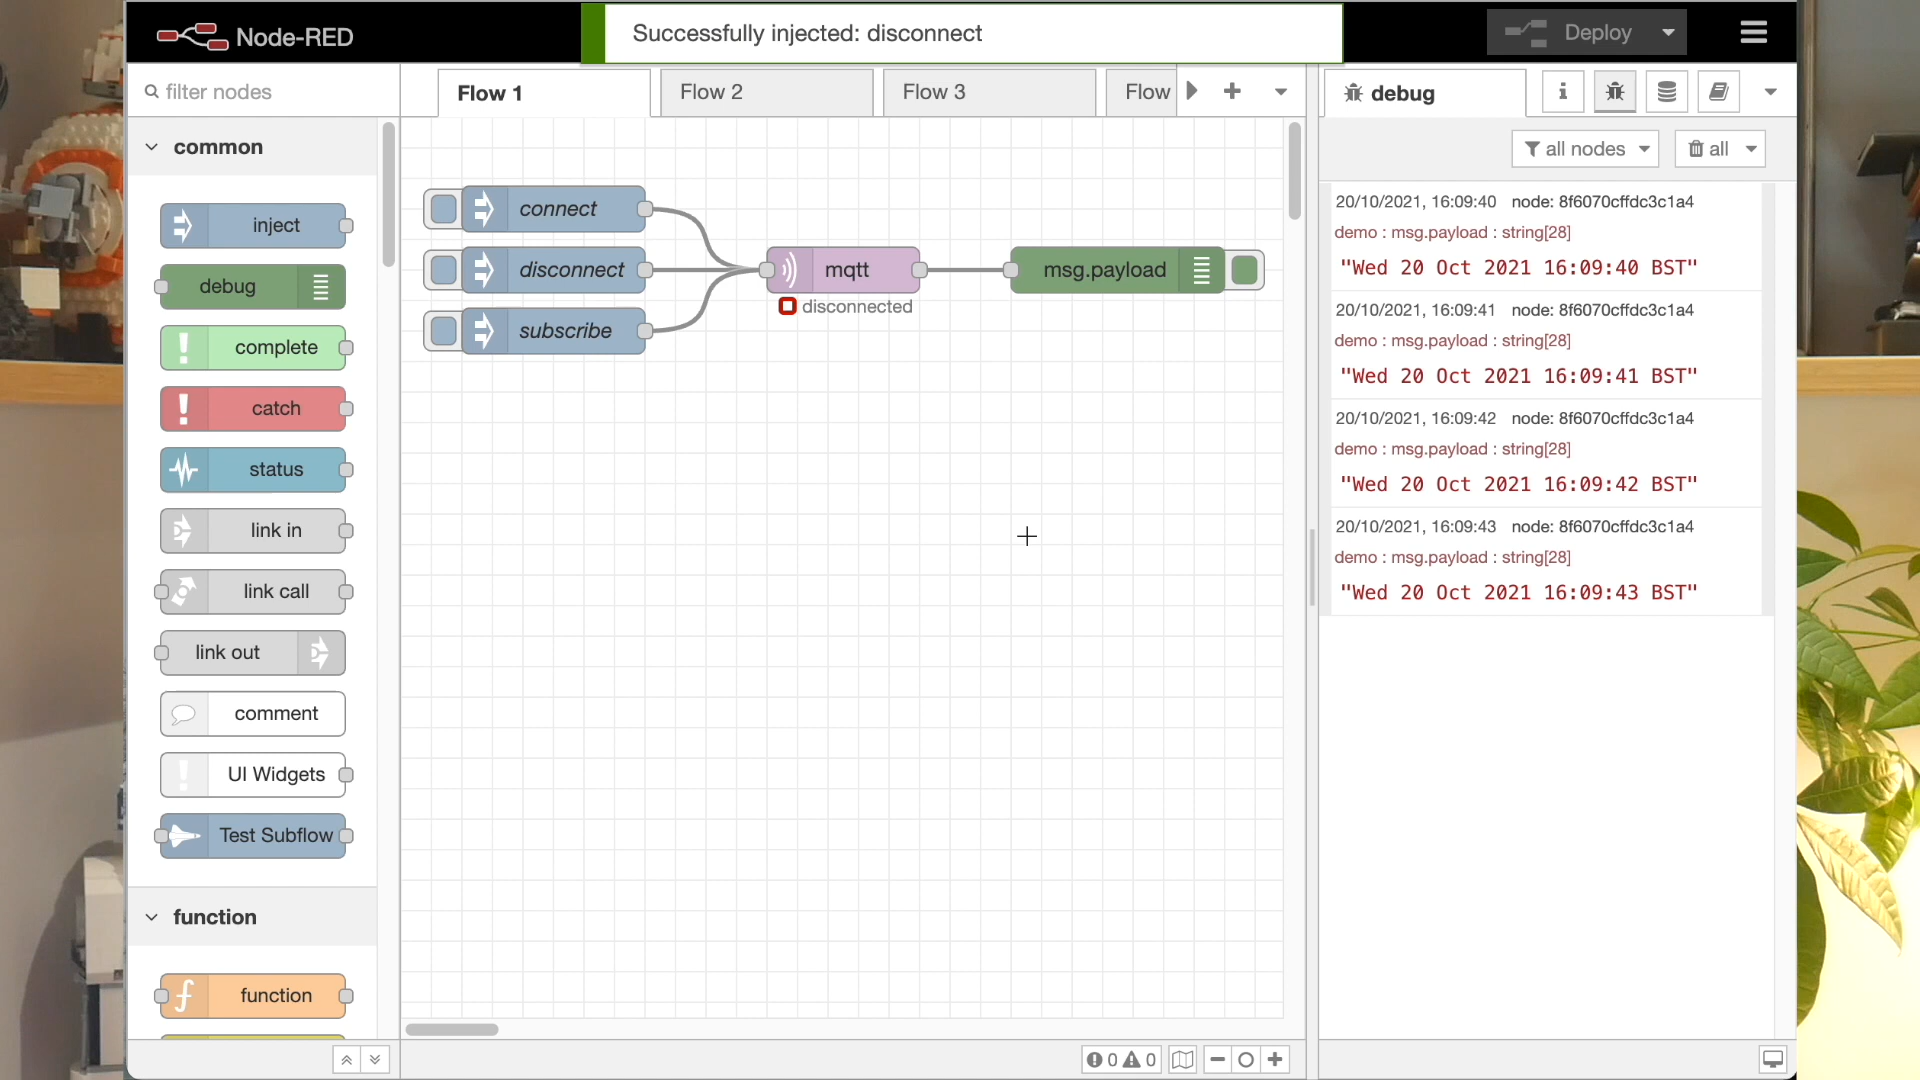 Node-RED
Successfully injected: disconnect
Deploy
filter nodes
Flow 1
Flow 2
Flow 3
Flow
debug
all nodes
all
common
inject
debug
complete
catch
status
link in
link call
link out
comment
UI Widgets
Test Subflow
function
function
connect
disconnect
subscribe
mqtt
disconnected
msg.payload
20/10/2021, 16:09:40 node: 8f6070cffdc3c1a4
demo : msg.payload : string[28]
"Wed 20 Oct 2021 16:09:40 BST"
20/10/2021, 16:09:41 node: 8f6070cffdc3c1a4
demo : msg.payload : string[28]
"Wed 20 Oct 2021 16:09:41 BST"
20/10/2021, 16:09:42 node: 8f6070cffdc3c1a4
demo : msg.payload : string[28]
"Wed 20 Oct 2021 16:09:42 BST"
20/10/2021, 16:09:43 node: 8f6070cffdc3c1a4
demo : msg.payload : string[28]
"Wed 20 Oct 2021 16:09:43 BST"
0 0